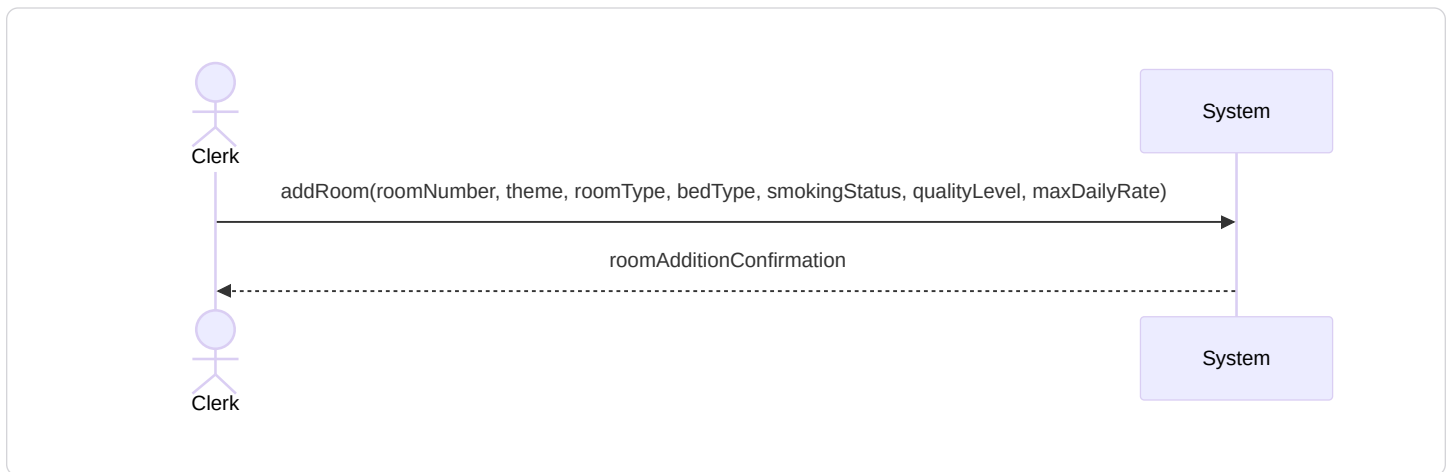 System
Clerk
addRoom(roomNumber, theme, roomType, bedType, smokingStatus, qualityLevel, maxDailyRate)
roomAdditionConfirmation
System
Clerk